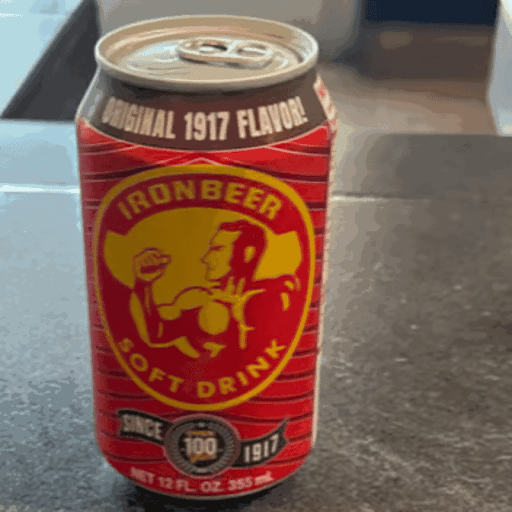 ORIGINAL 1917 FLAVOR!
IRONBEER
SOFT DRINK
SINCE 100 1917
NET 12 FL. OZ. 355 mL